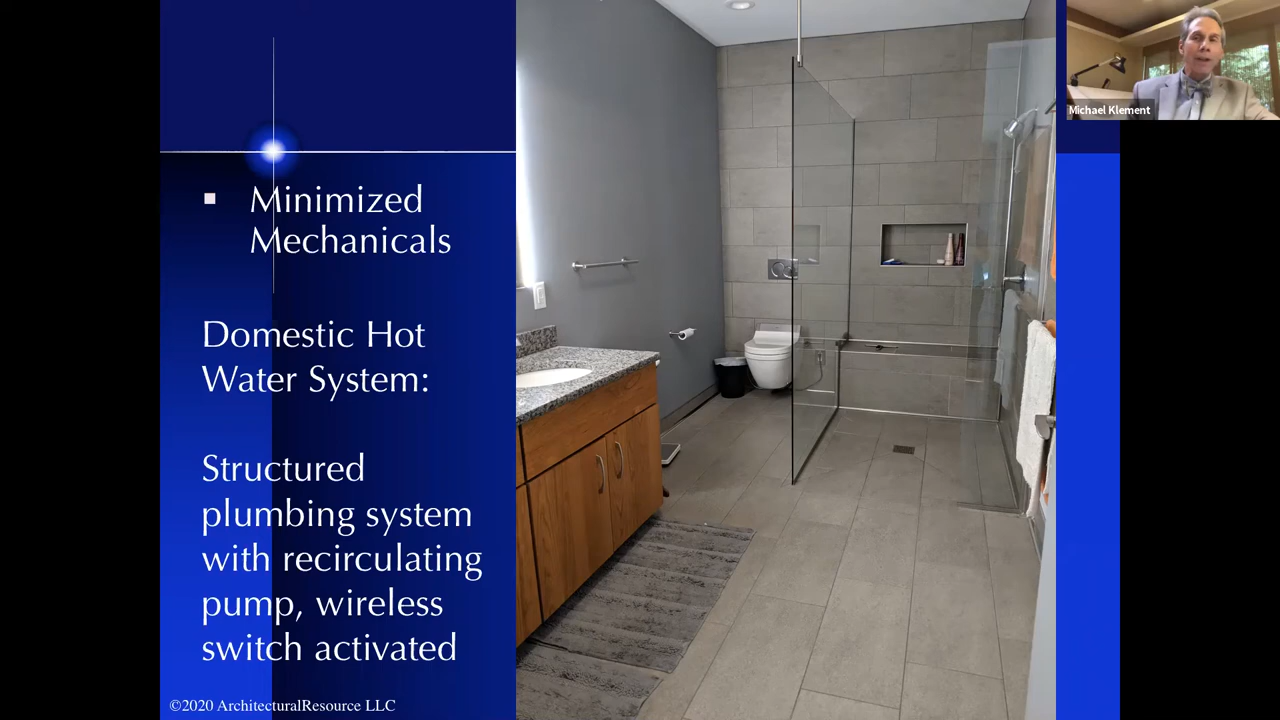 Michael Klement
▪ Minimized
Mechanicals
Domestic Hot
Water System:
Structured
plumbing system
with recirculating
pump, wireless
switch activated
©2020 ArchitecturalResource LLC